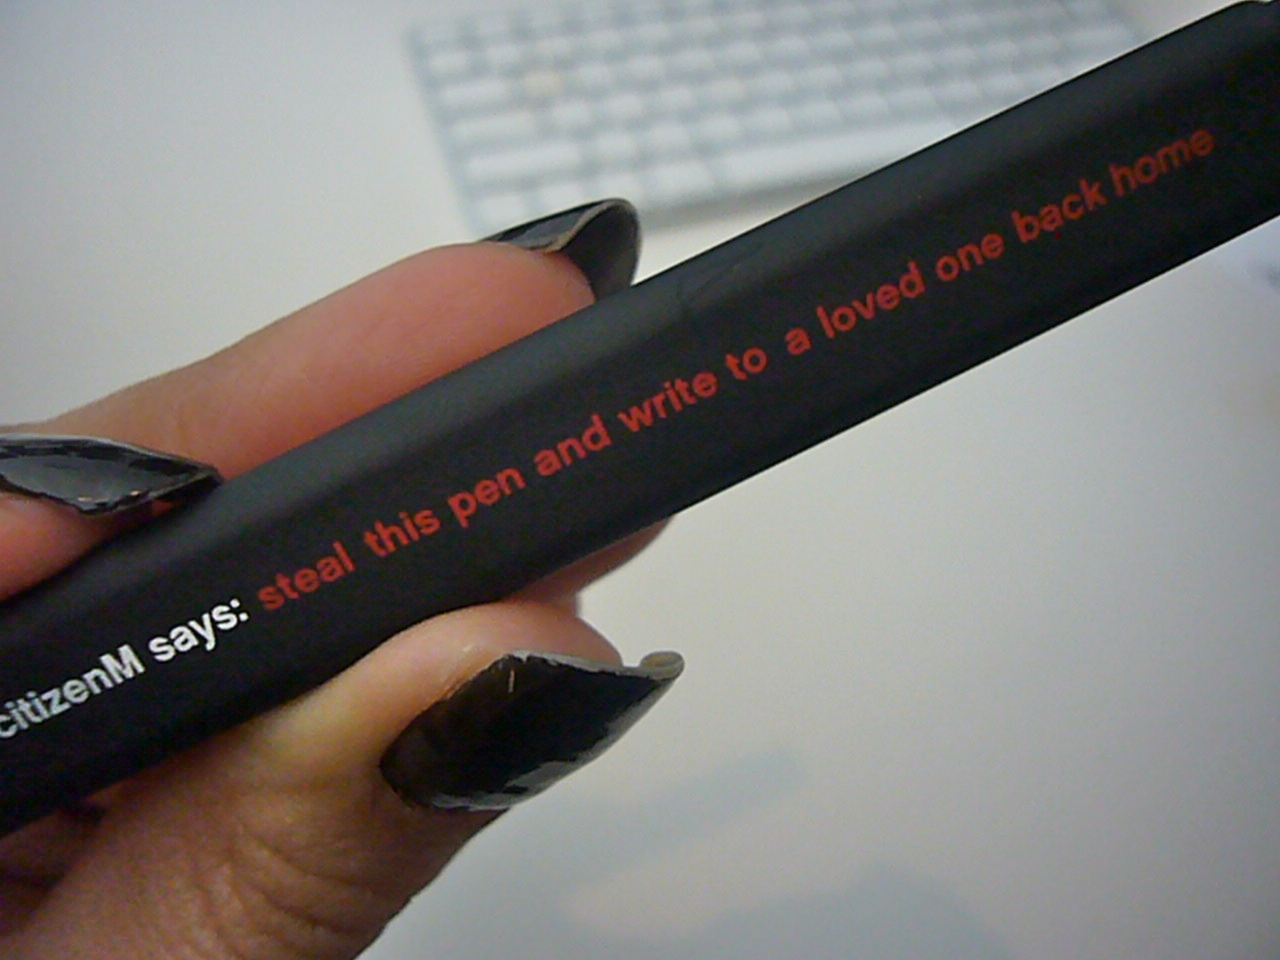 citizenM says: steal this pen and write to a loved one back home